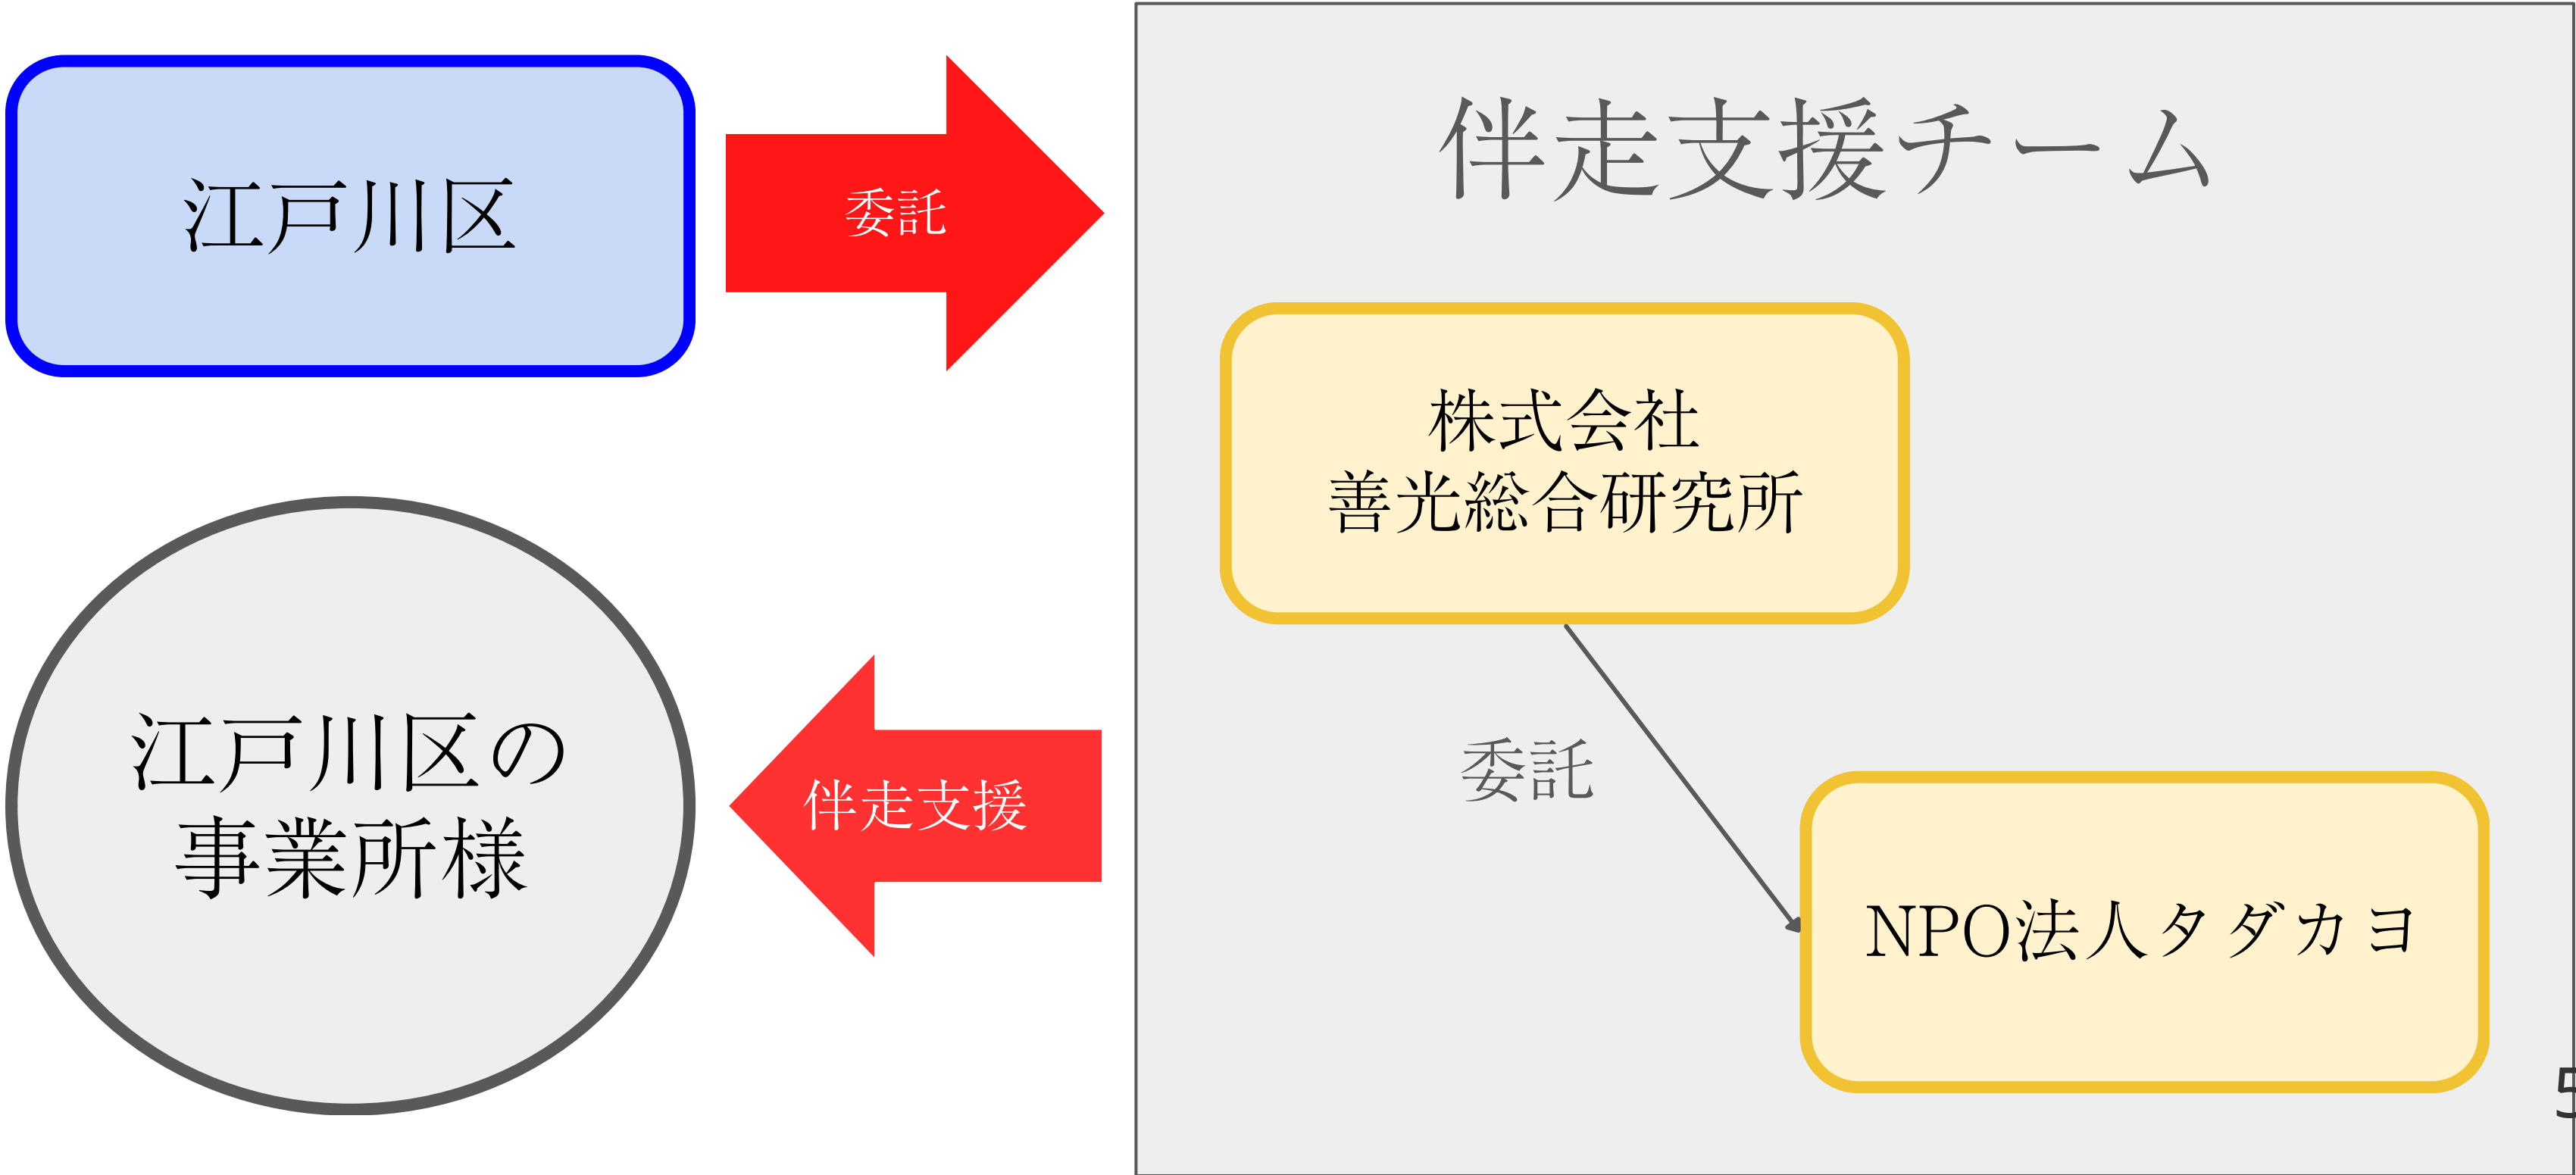 江戸川区
委託
伴走支援チーム
株式会社
善光総合研究所
江戸川区の
事業所様
伴走支援
委託
NPO法人タダカヨ
5